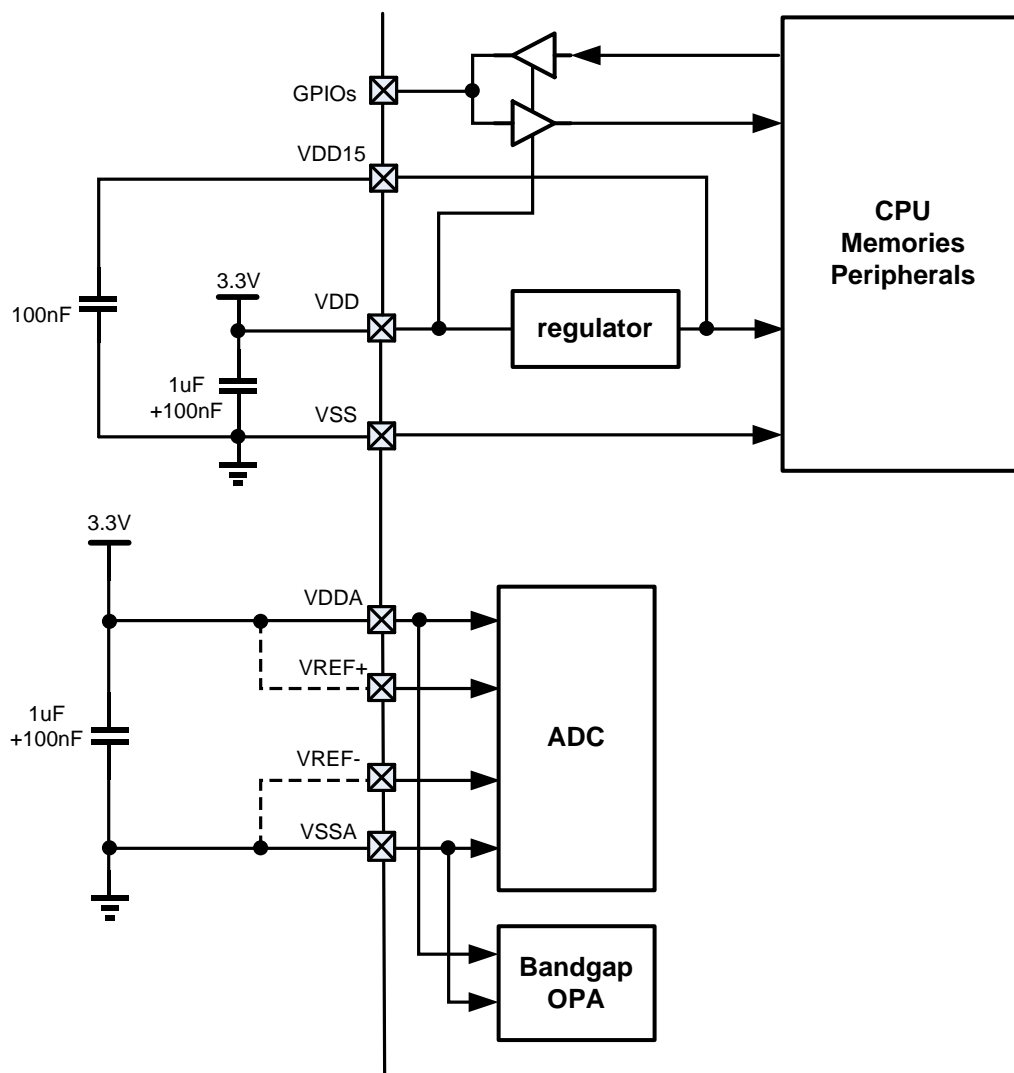 GPIOs
VDD15
CPU
Memories
Peripherals
3.3V
VDD
100nF
regulator
1uF
+100nF
VSS
3.3V
VDDA
VREF+
1uF
+100nF
ADC
VREF-
VSSA
Bandgap
OPA